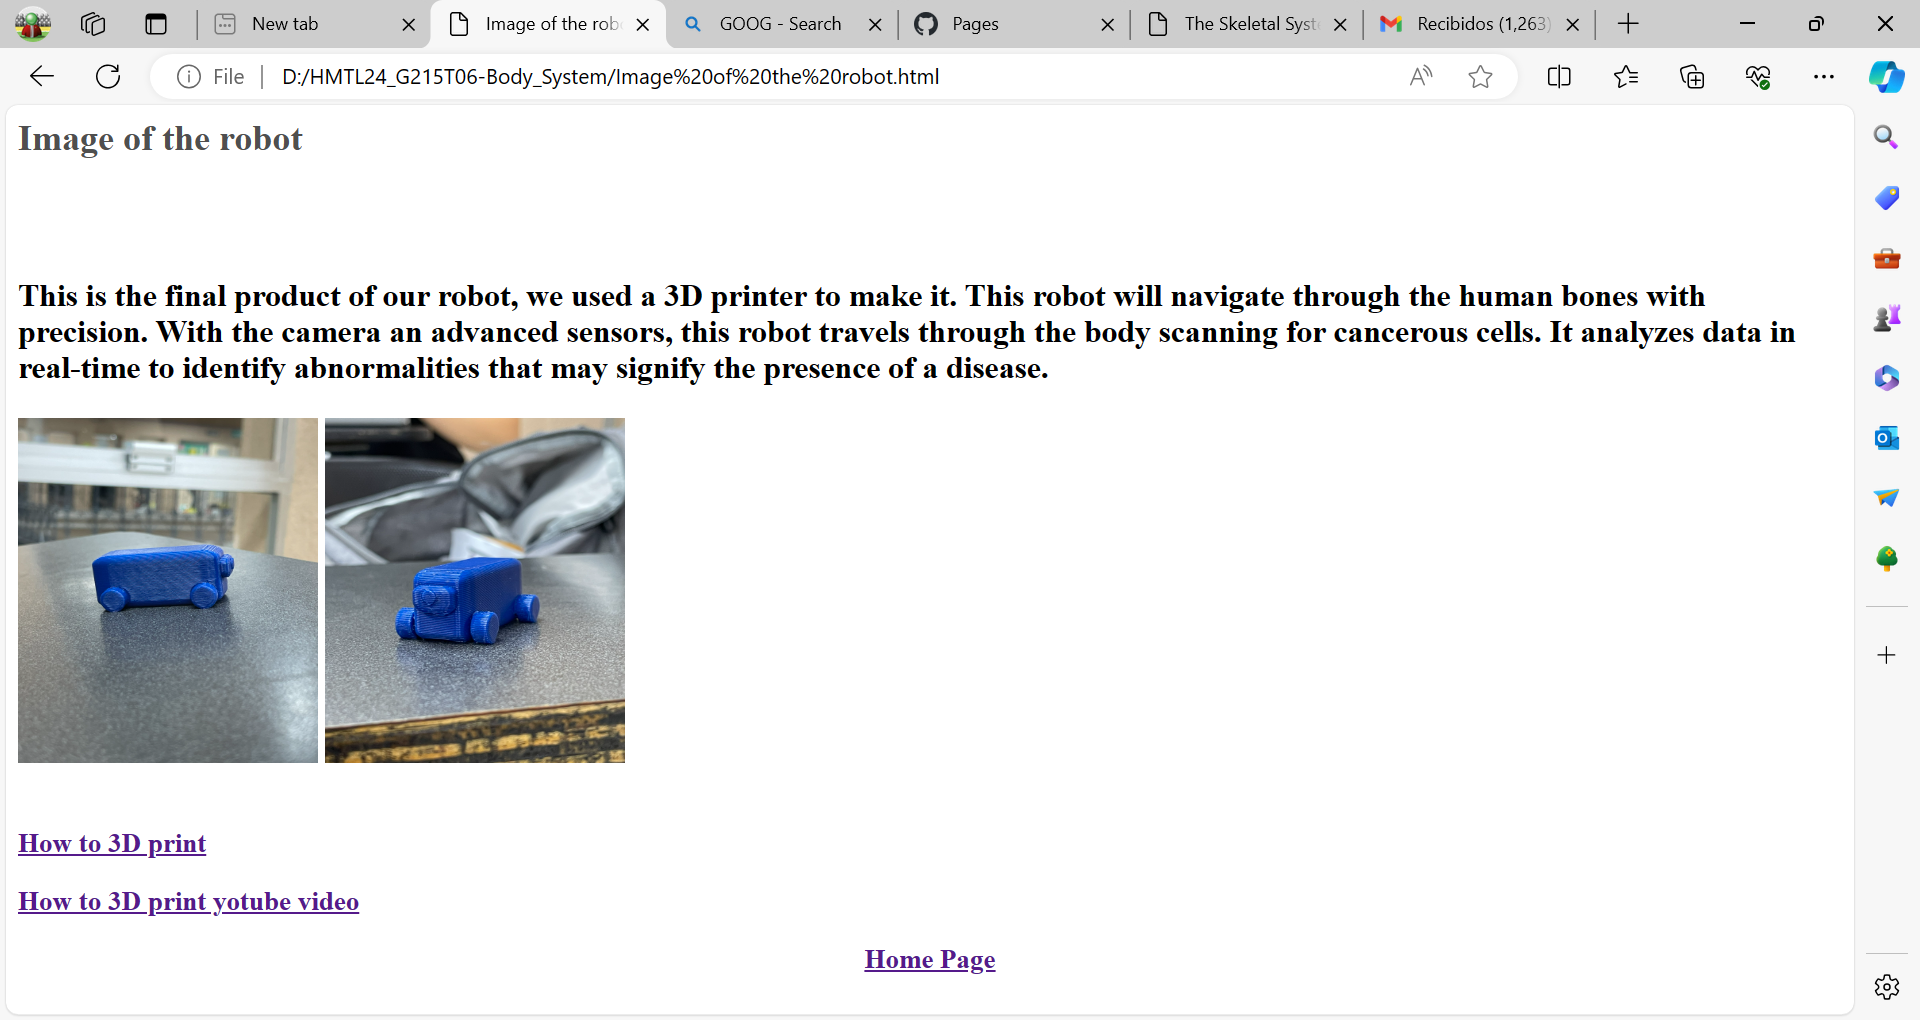 New tab
Image of the rob
GOOG - Search
Pages
The Skeletal Syst
Recibidos (1,263)
File
D:/HMTL24_G215T06-Body_System/Image%20of%20the%20robot.html
Image of the robot
This is the final product of our robot, we used a 3D printer to make it. This robot will navigate through the human bones with
precision. With the camera an advanced sensors, this robot travels through the body scanning for cancerous cells. It analyzes data in
real-time to identify abnormalities that may signify the presence of a disease.
How to 3D print
How to 3D print yotube video
Home Page